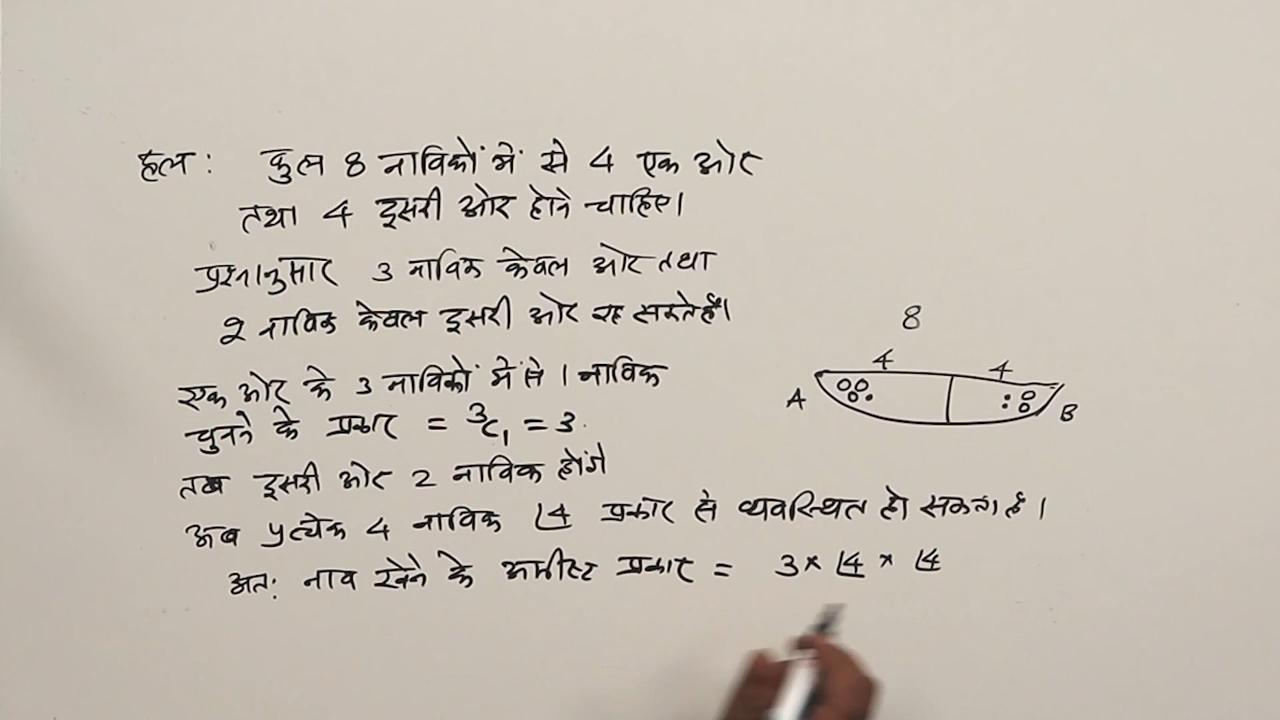 हल: कुल 8 नाविकों में से 4 एक ओर
तथा 4 दूसरी ओर होने चाहिए।
प्रश्नानुसार 3 नाविक केवल ओर तथा
2 नाविक केवल दूसरी ओर रह सकते हैं।
एक ओर के 3 नाविकों में से 1 नाविक
चुनने के प्रकार = ³C₁ = 3
तब दूसरी ओर 2 नाविक होंगे
अब प्रत्येक 4 नाविक |4 प्रकार से व्यवस्थित हो सकता है।
अतः नाव खेने के अभीष्ट प्रकार = 3 × |4 × |4
8
4 4
A B